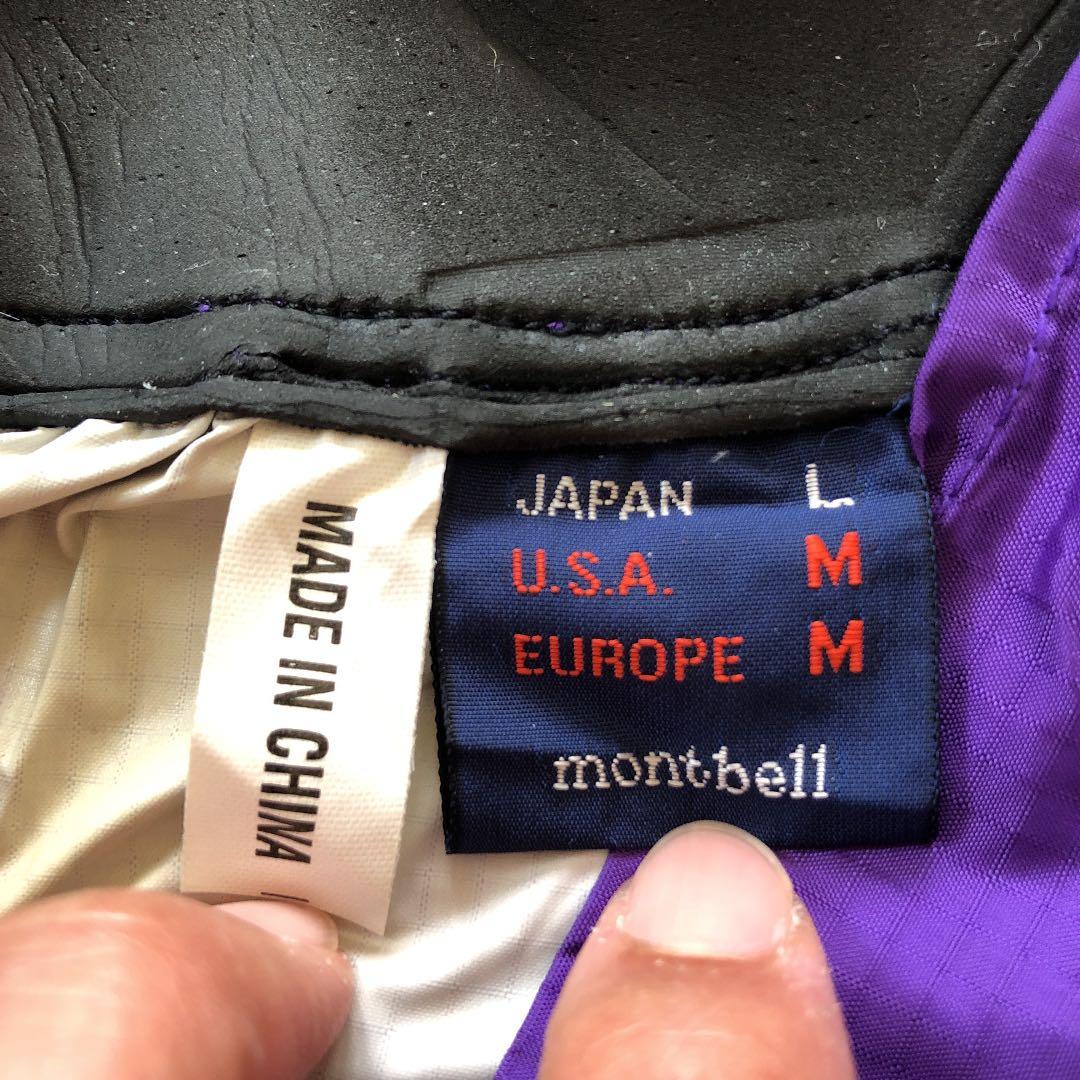 MADE IN CHINA
JAPAN L
U.S.A. M
EUROPE M
montbell